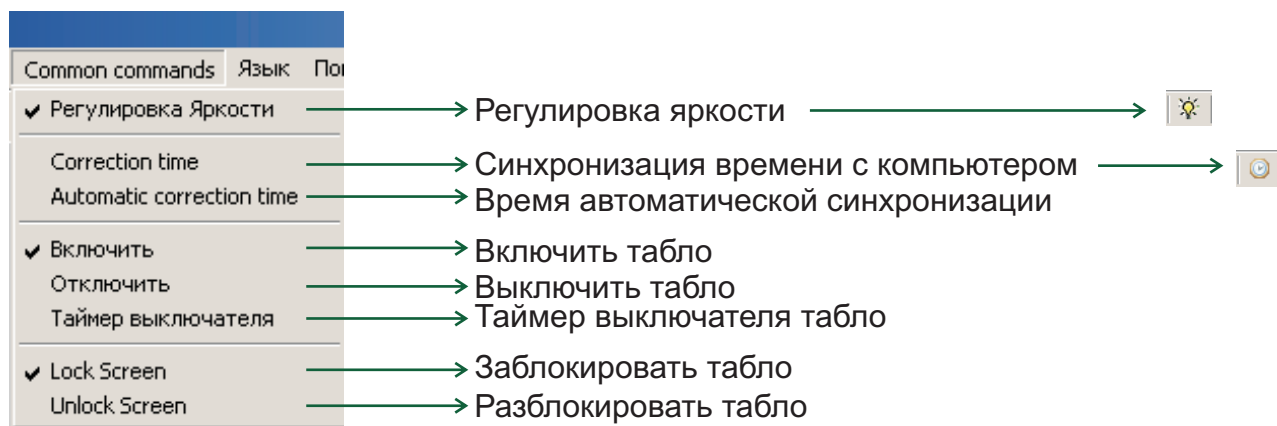 Common commands Язык
Регулировка Яркости Регулировка яркости
Correction time Синхронизация времени с компьютером
Automatic correction time Время автоматической синхронизации
Включить Включить табло
Отключить Выключить табло
Таймер выключателя Таймер выключателя табло
Lock Screen Заблокировать табло
Unlock Screen Разблокировать табло